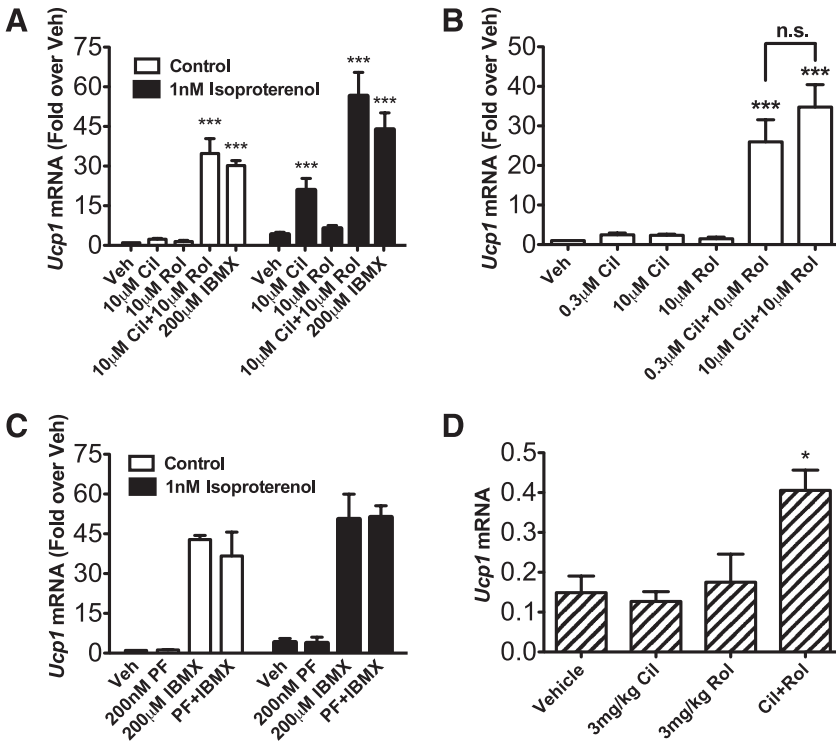 A
Ucp1 mRNA (Fold over Veh)
75
60
45
30
15
0
Control
1nM Isoproterenol
***
***
***
***
***
Veh
10μM Cil
10μM Rol
10μM Cil+10μM Rol
200μM IBMX
Veh
10μM Cil
10μM Rol
10μM Cil+10μM Rol
200μM IBMX
B
Ucp1 mRNA (Fold over Veh)
50
40
30
20
10
0
n.s.
***
***
Veh
0.3μM Cil
10μM Cil
10μM Rol
0.3μM Cil+10μM Rol
10μM Cil+10μM Rol
C
Ucp1 mRNA (Fold over Veh)
75
60
45
30
15
0
Control
1nM Isoproterenol
Veh
200nM PF
200μM IBMX
PF+IBMX
Veh
200nM PF
200μM IBMX
PF+IBMX
D
Ucp1 mRNA
0.5
0.4
0.3
0.2
0.1
0.0
*
Vehicle
3mg/kg Cil
3mg/kg Rol
Cil+Rol